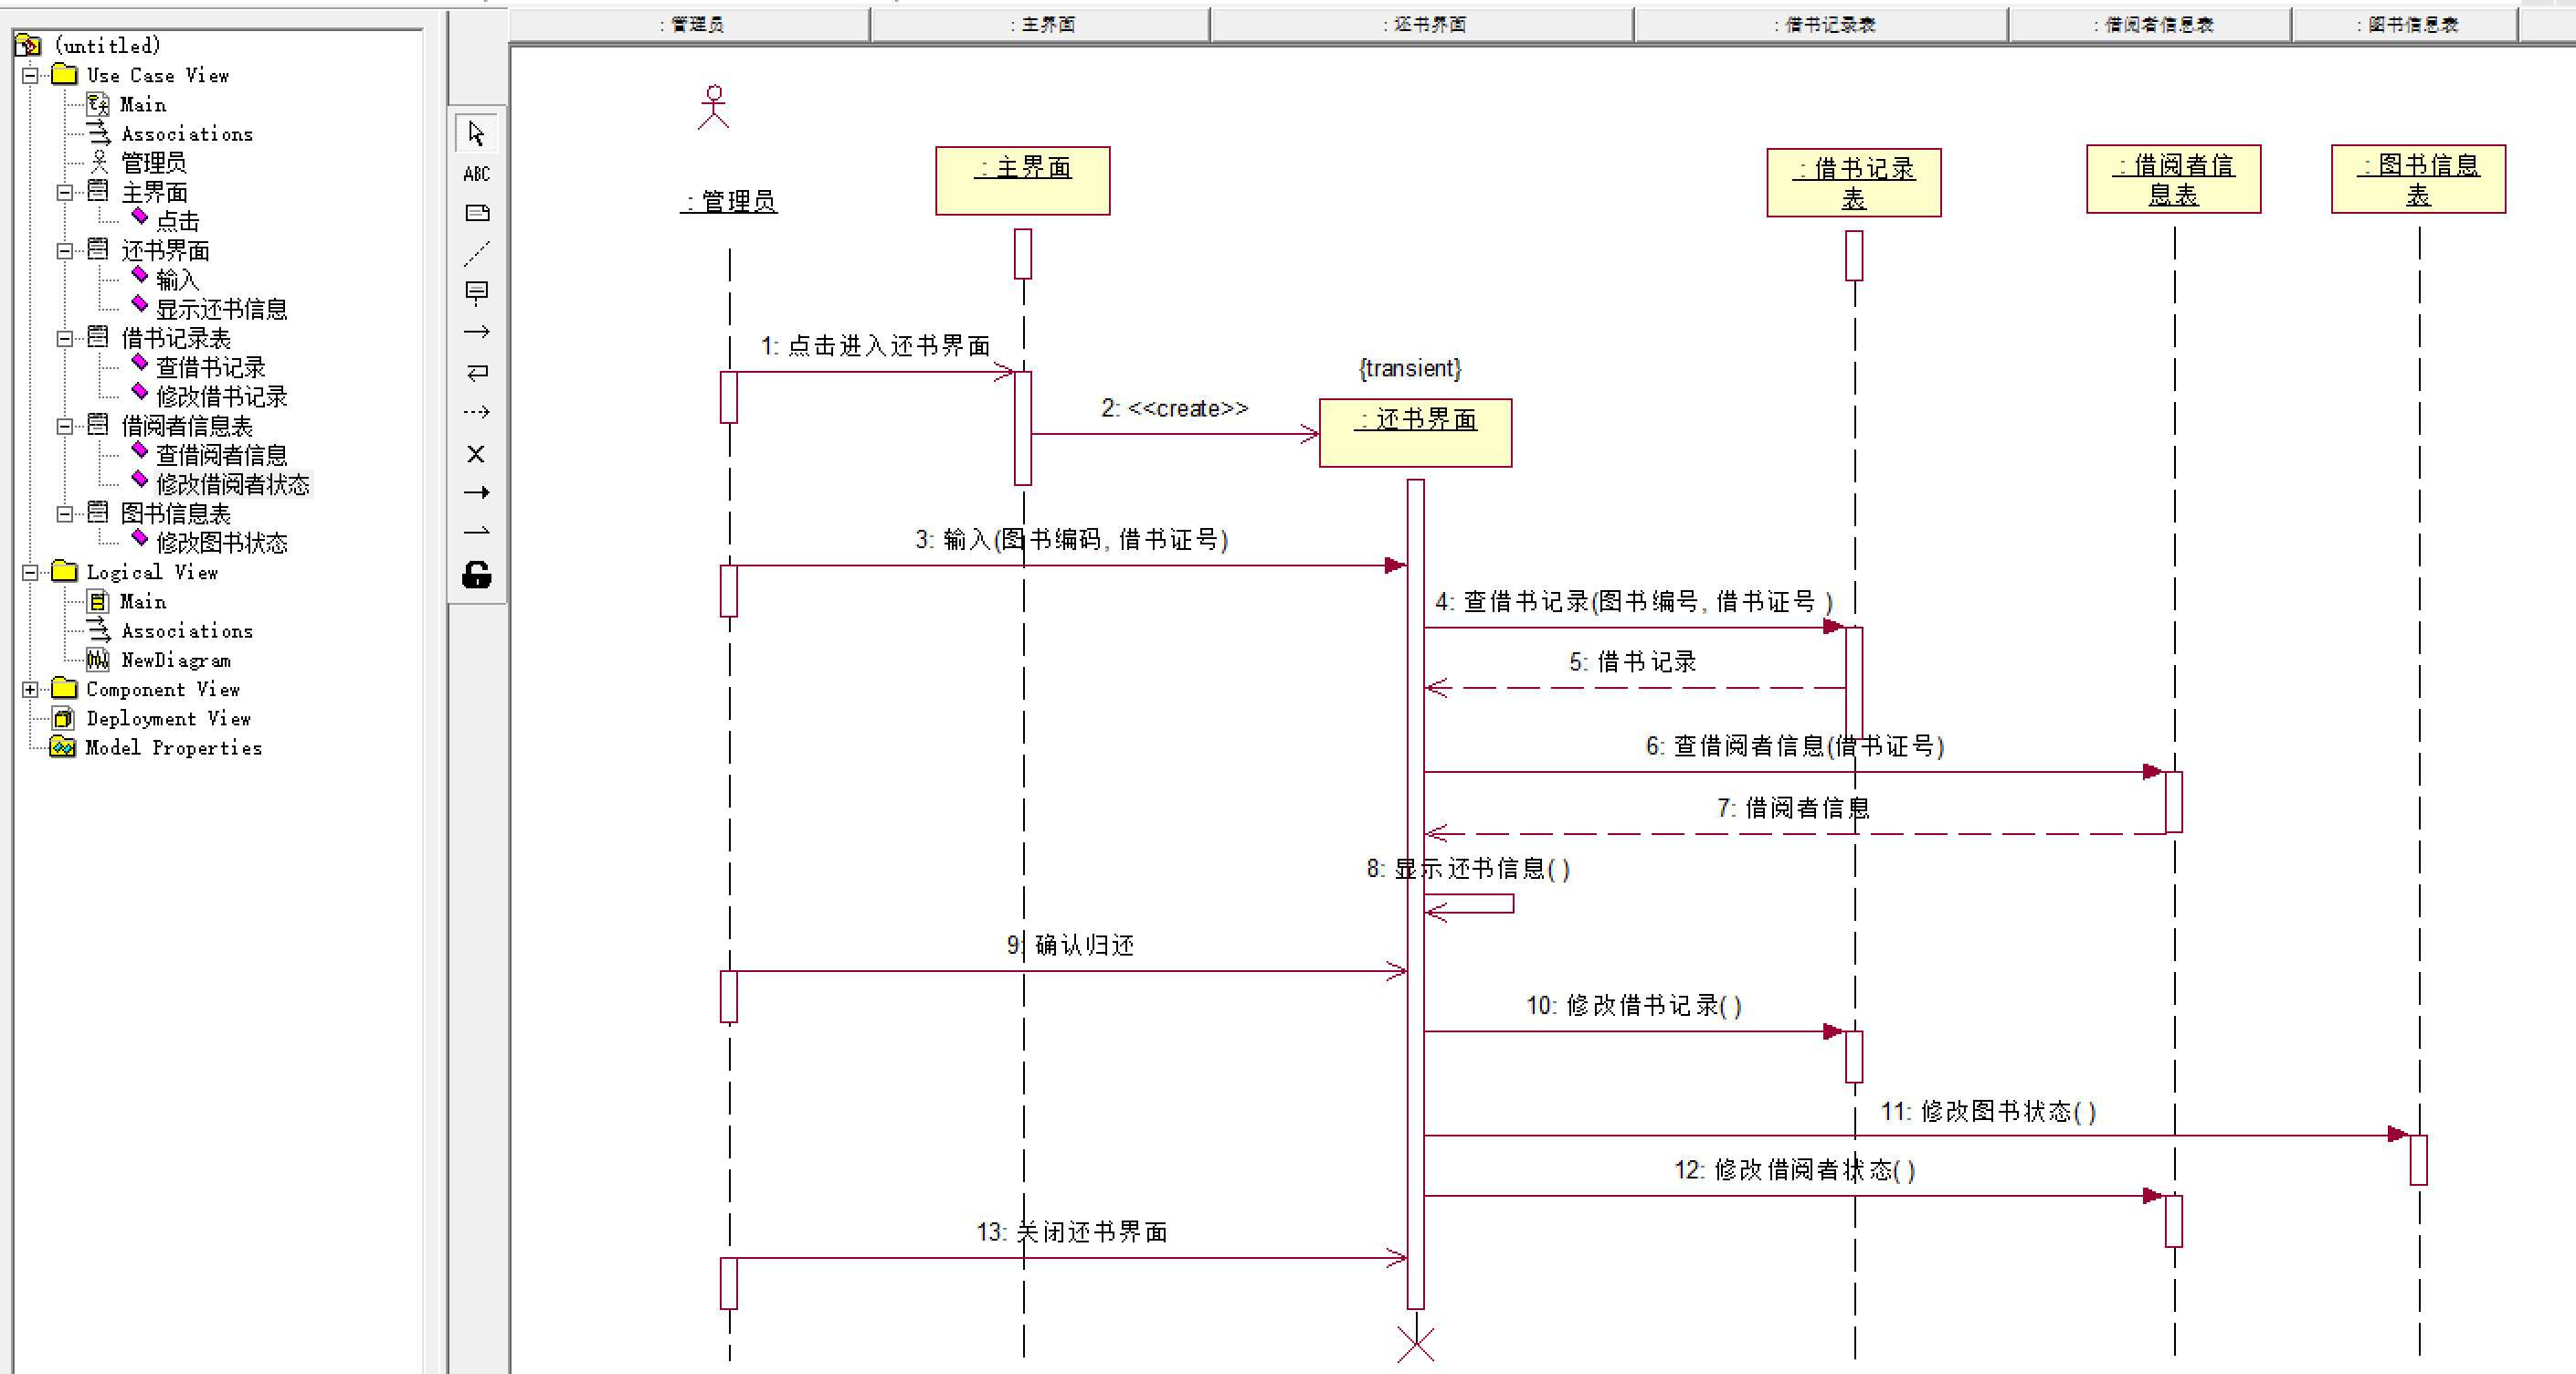 (untitled)
Use Case View
Main
Associations
管理员
主界面
点击
还书界面
输入
显示还书信息
借书记录表
查借书记录
修改借书记录
借阅者信息表
查借阅者信息
修改借阅者状态
图书信息表
修改图书状态
Logical View
Main
Associations
NewDiagram
Component View
Deployment View
Model Properties
ABC
: 管理员
: 主界面
: 还书界面
: 借书记录表
: 借阅者信息表
: 图书信息表
: 管理员
: 主界面
: 借书记录
表
: 借阅者信
息表
: 图书信息
表
1: 点击进入还书界面
{transient}
2: <<create>>
: 还书界面
3: 输入(图书编码, 借书证号)
4: 查借书记录(图书编号, 借书证号 )
5: 借书记录
6: 查借阅者信息(借书证号)
7: 借阅者信息
8: 显示还书信息( )
9: 确认归还
10: 修改借书记录( )
11: 修改图书状态( )
12: 修改借阅者状态( )
13: 关闭还书界面